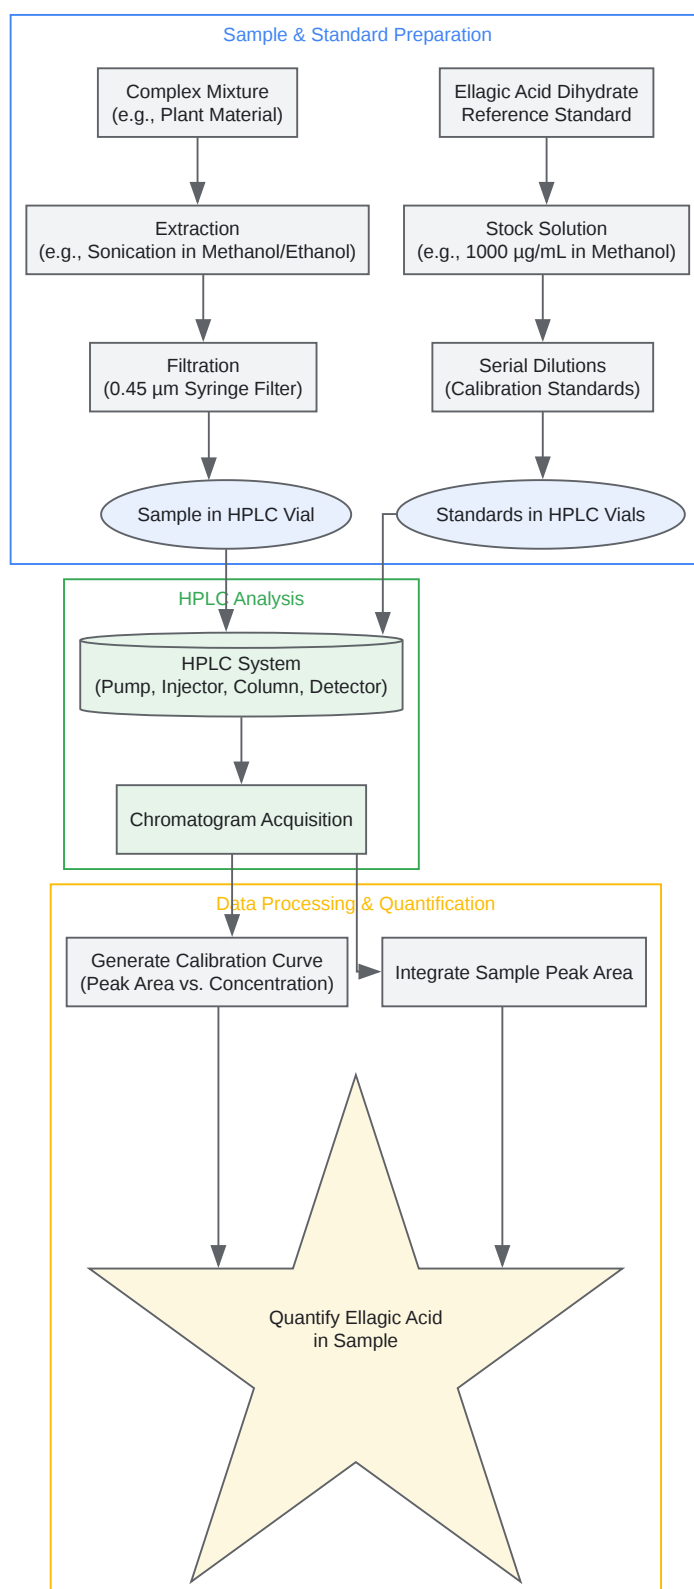 Sample & Standard Preparation
Complex Mixture
(e.g., Plant Material)
Ellagic Acid Dihydrate
Reference Standard
Extraction
(e.g., Sonication in Methanol/Ethanol)
Stock Solution
(e.g., 1000 µg/mL in Methanol)
Filtration
(0.45 µm Syringe Filter)
Serial Dilutions
(Calibration Standards)
Sample in HPLC Vial
Standards in HPLC Vials
HPLC Analysis
HPLC System
(Pump, Injector, Column, Detector)
Chromatogram Acquisition
Data Processing & Quantification
Generate Calibration Curve
(Peak Area vs. Concentration)
Integrate Sample Peak Area
Quantify Ellagic Acid
in Sample